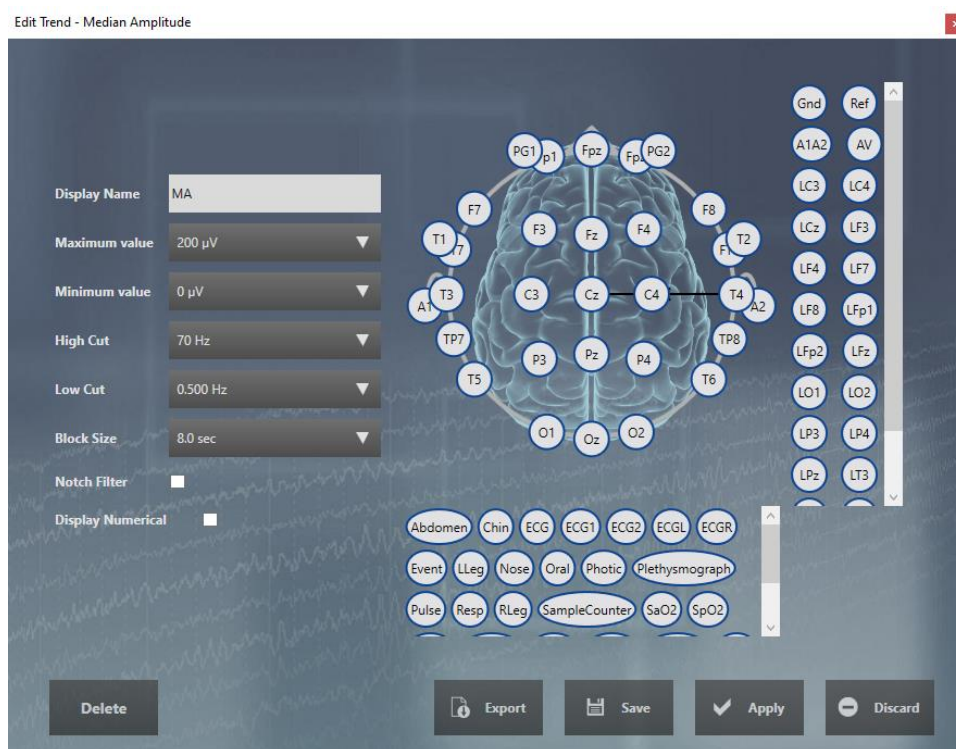 Edit Trend - Median Amplitude
x
Gnd Ref
A1A2 AV
LC3 LC4
LCz LF3
LF4 LF7
LF8 LFp1
LFp2 LFz
LO1 LO2
LP3 LP4
LPz LT3
Display Name MA
Maximum value 200 µV
Minimum value 0 µV
High Cut 70 Hz
Low Cut 0.500 Hz
Block Size 8.0 sec
Notch Filter
Display Numerical
PG1 p1 Fpz Fp PG2
F7 F3 Fz F4 F8
T1 T2
A1 T3 C3 Cz C4 T4 A2
TP7 P3 Pz P4 TP8
T5 T6
O1 Oz O2
Abdomen Chin ECG ECG1 ECG2 ECGL ECGR
Event LLeg Nose Oral Photic Plethysmograph
Pulse Resp RLeg SampleCounter SaO2 SpO2
Delete Export Save Apply Discard